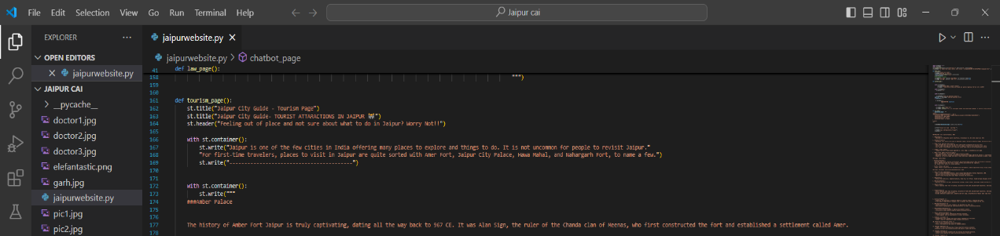 File Edit Selection View Go Run Terminal Help
Jaipur cai
EXPLORER
OPEN EDITORS
jaipurwebsite.py
JAIPUR CAI
__pycache__
doctor1.jpg
doctor2.jpg
doctor3.jpg
elefantastic.png
garh.jpg
jaipurwebsite.py
pic1.jpg
pic2.jpg
jaipurwebsite.py
jaipurwebsite.py > chatbot_page
41 def law_page():
158 """)
159
160
161 def tourism_page():
162 st.title("Jaipur City Guide - Tourism Page")
163 st.title("Jaipur City Guide- TOURIST ATTARACTIONS IN JAIPUR ")
164 st.header("Feeling out of place and not sure about what to do in Jaipur? Worry Not!!")
165
166 with st.container():
167 st.write("Jaipur is one of the few cities in India offering many places to explore and things to do. It is not uncommon for people to revisit Jaipur."
168 "For first-time travelers, places to visit in Jaipur are quite sorted with Amer Fort, Jaipur City Palace, Hawa Mahal, and Nahargarh Fort, to name a few.")
169 st.write("----------------------------------------")
170
171
172 with st.container():
173 st.write("""
174 ###Amber Palace
175
176
177 The history of Amber Fort Jaipur is truly captivating, dating all the way back to 967 CE. It was Alan Sign, the ruler of the Chanda clan of Meenas, who first constructed the fort and established a settlement called Amer.
178